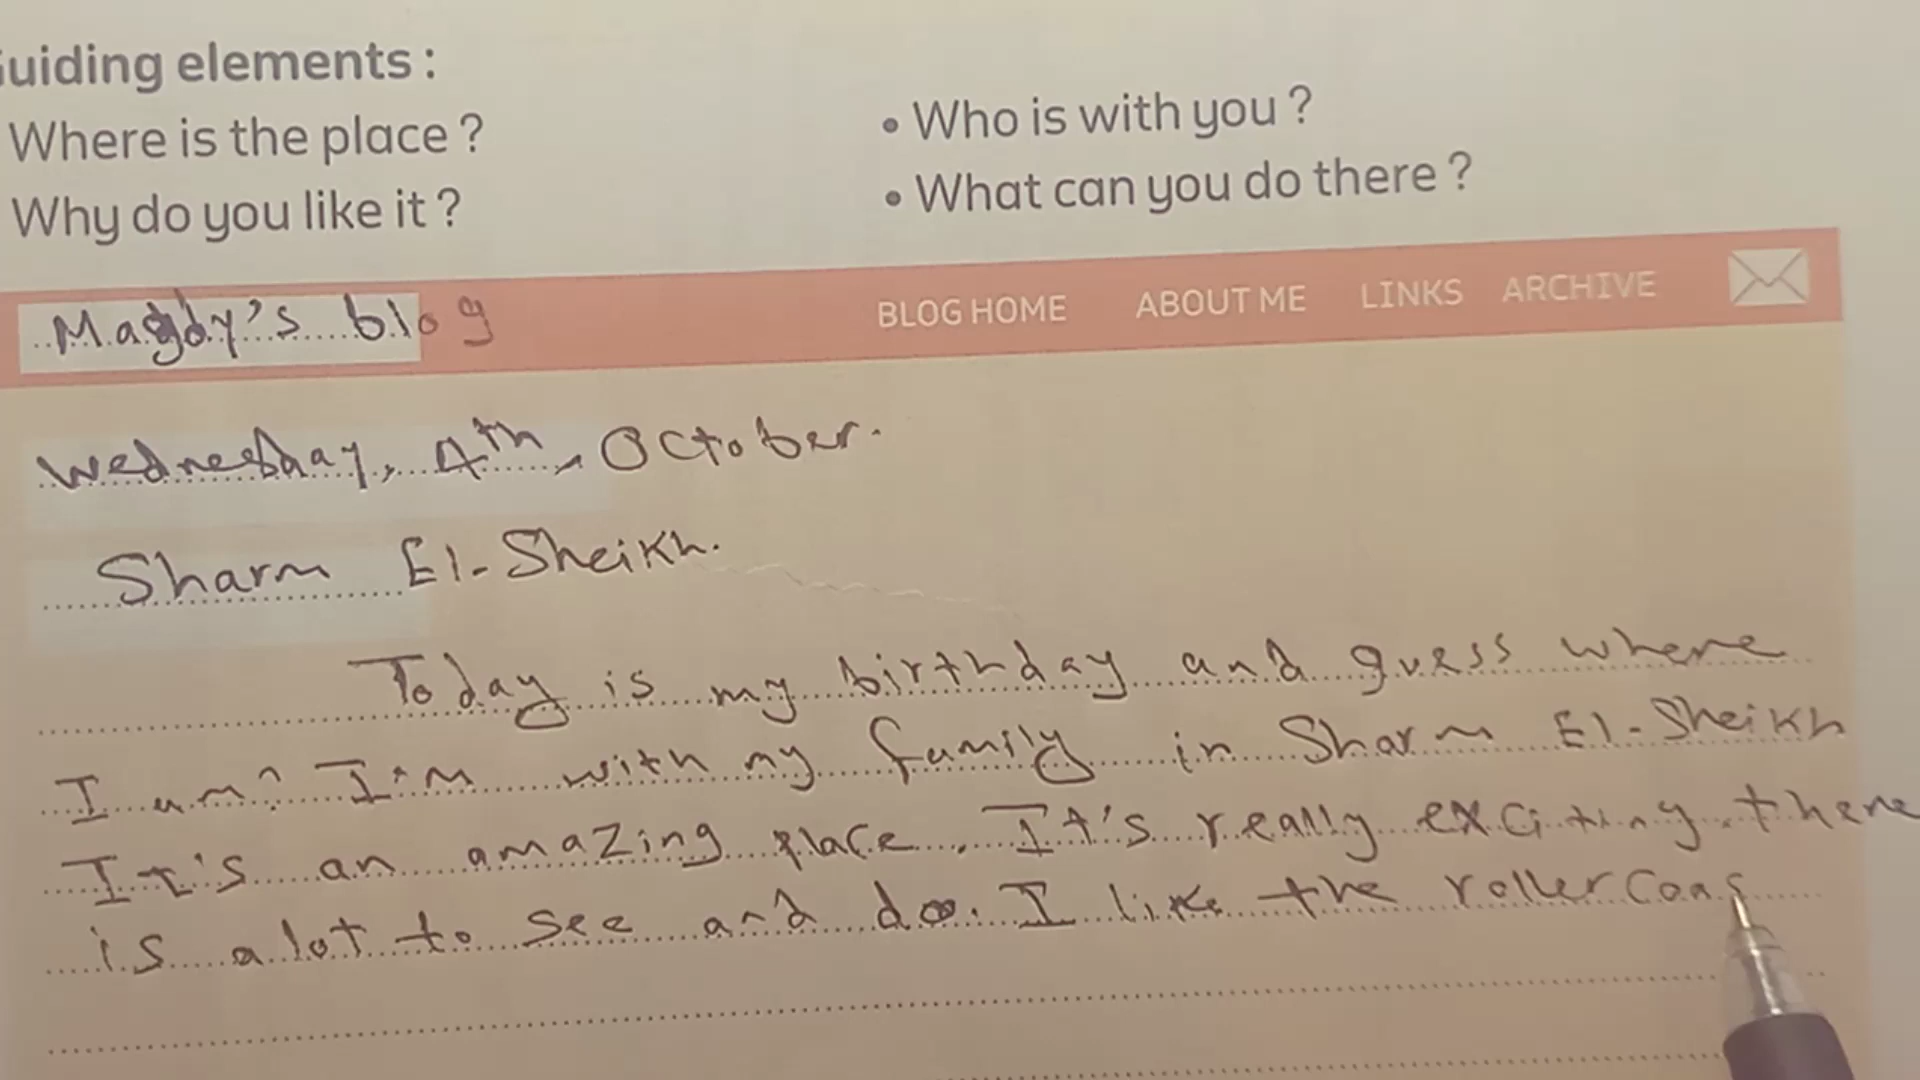 Guiding elements :
Where is the place ?
• Who is with you ?
Why do you like it ?
• What can you do there ?
Magdy's blog
BLOG HOME ABOUT ME LINKS ARCHIVE
Wednesday, 4th, October.
Sharm El-Sheikh.
Today is my birthday and guess where
I am? I'm with my family in Sharm El-Sheikh
It's an amazing place. It's really exciting. there
is a lot to see and do. I like the roller coas